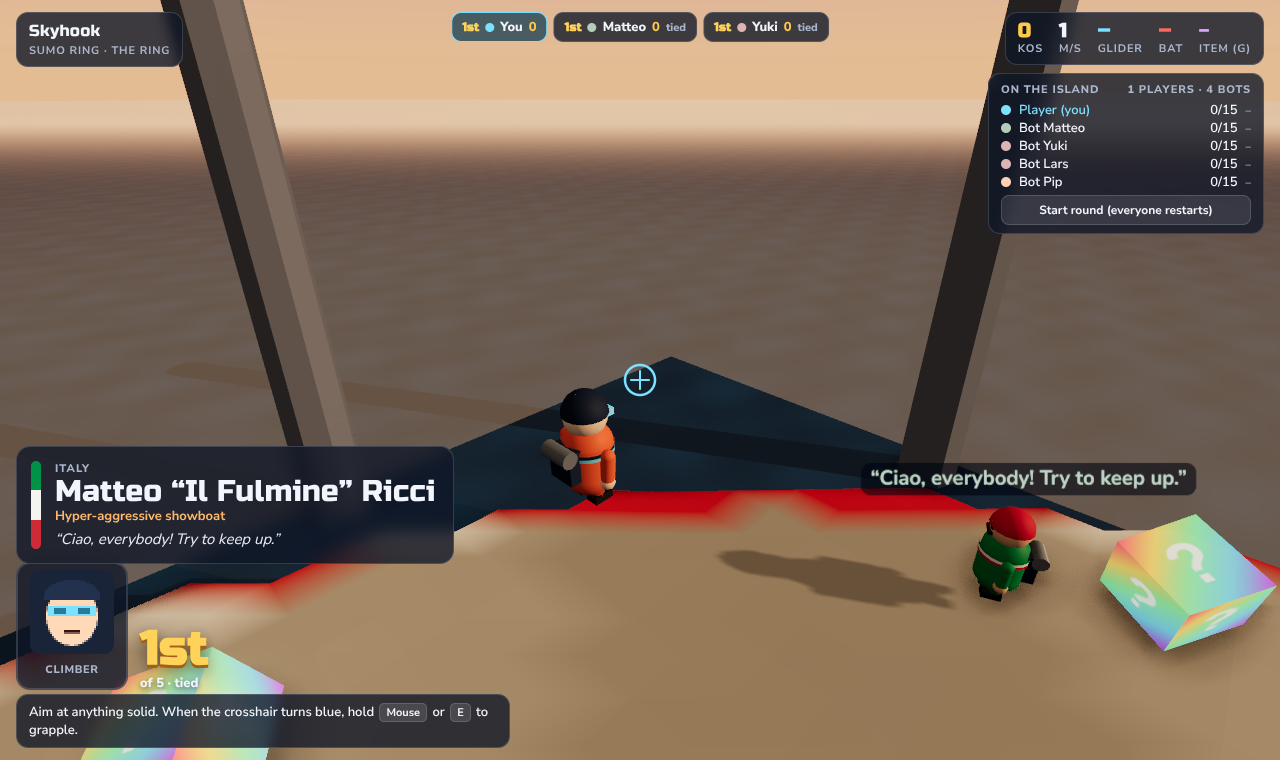 Skyhook
SUMO RING · THE RING
1st You 0
1st Matteo 0 tied
1st Yuki 0 tied
0 KOS
1 M/S
– GLIDER
– BAT
– ITEM (G)
ON THE ISLAND 1 PLAYERS · 4 BOTS
Player (you) 0/15 –
Bot Matteo 0/15 –
Bot Yuki 0/15 –
Bot Lars 0/15 –
Bot Pip 0/15 –
Start round (everyone restarts)
“Ciao, everybody! Try to keep up.”
? ?
ITALY
Matteo “Il Fulmine” Ricci
Hyper-aggressive showboat
“Ciao, everybody! Try to keep up.”
CLIMBER
1st
of 5 · tied
Aim at anything solid. When the crosshair turns blue, hold Mouse or E to
grapple.